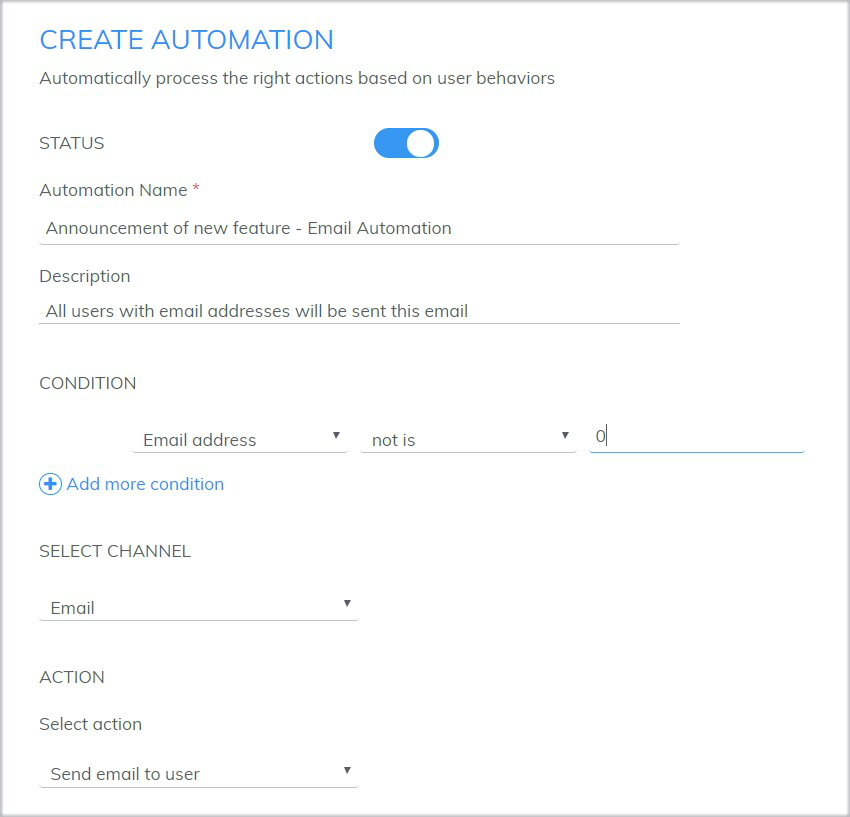 CREATE AUTOMATION
Automatically process the right actions based on user behaviors
STATUS
Automation Name *
Announcement of new feature - Email Automation
Description
All users with email addresses will be sent this email
CONDITION
Email address ▼ not is ▼ 0
Add more condition
SELECT CHANNEL
Email ▼
ACTION
Select action
Send email to user ▼